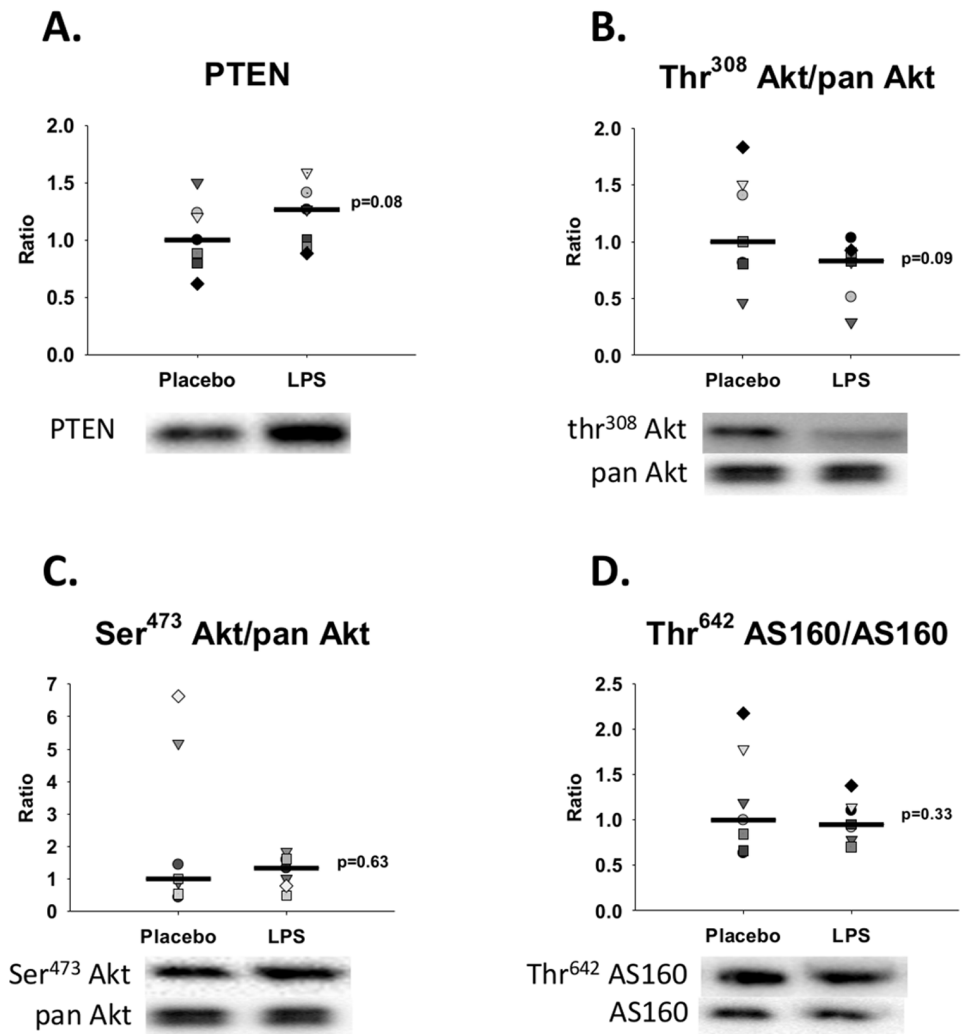 A.
PTEN
2.0
1.5
1.0
0.5
0.0
Ratio
p=0.08
Placebo LPS
PTEN
B.
Thr³⁰⁸ Akt/pan Akt
2.0
1.5
1.0
0.5
0.0
Ratio
p=0.09
Placebo LPS
thr³⁰⁸ Akt
pan Akt
C.
Ser⁴⁷³ Akt/pan Akt
7
6
5
4
3
2
1
0
Ratio
p=0.63
Placebo LPS
Ser⁴⁷³ Akt
pan Akt
D.
Thr⁶⁴² AS160/AS160
2.5
2.0
1.5
1.0
0.5
0.0
Ratio
p=0.33
Placebo LPS
Thr⁶⁴² AS160
AS160